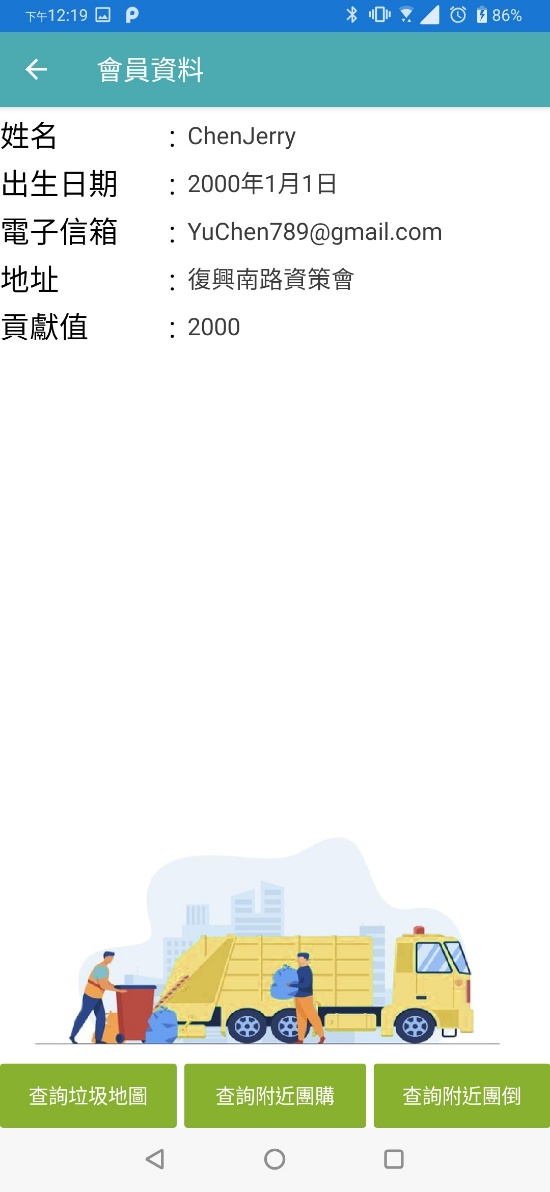 下午12:19 86%
會員資料
姓名 : ChenJerry
出生日期 : 2000年1月1日
電子信箱 : YuChen789@gmail.com
地址 : 復興南路資策會
貢獻值 : 2000
查詢垃圾地圖 查詢附近團購 查詢附近團倒